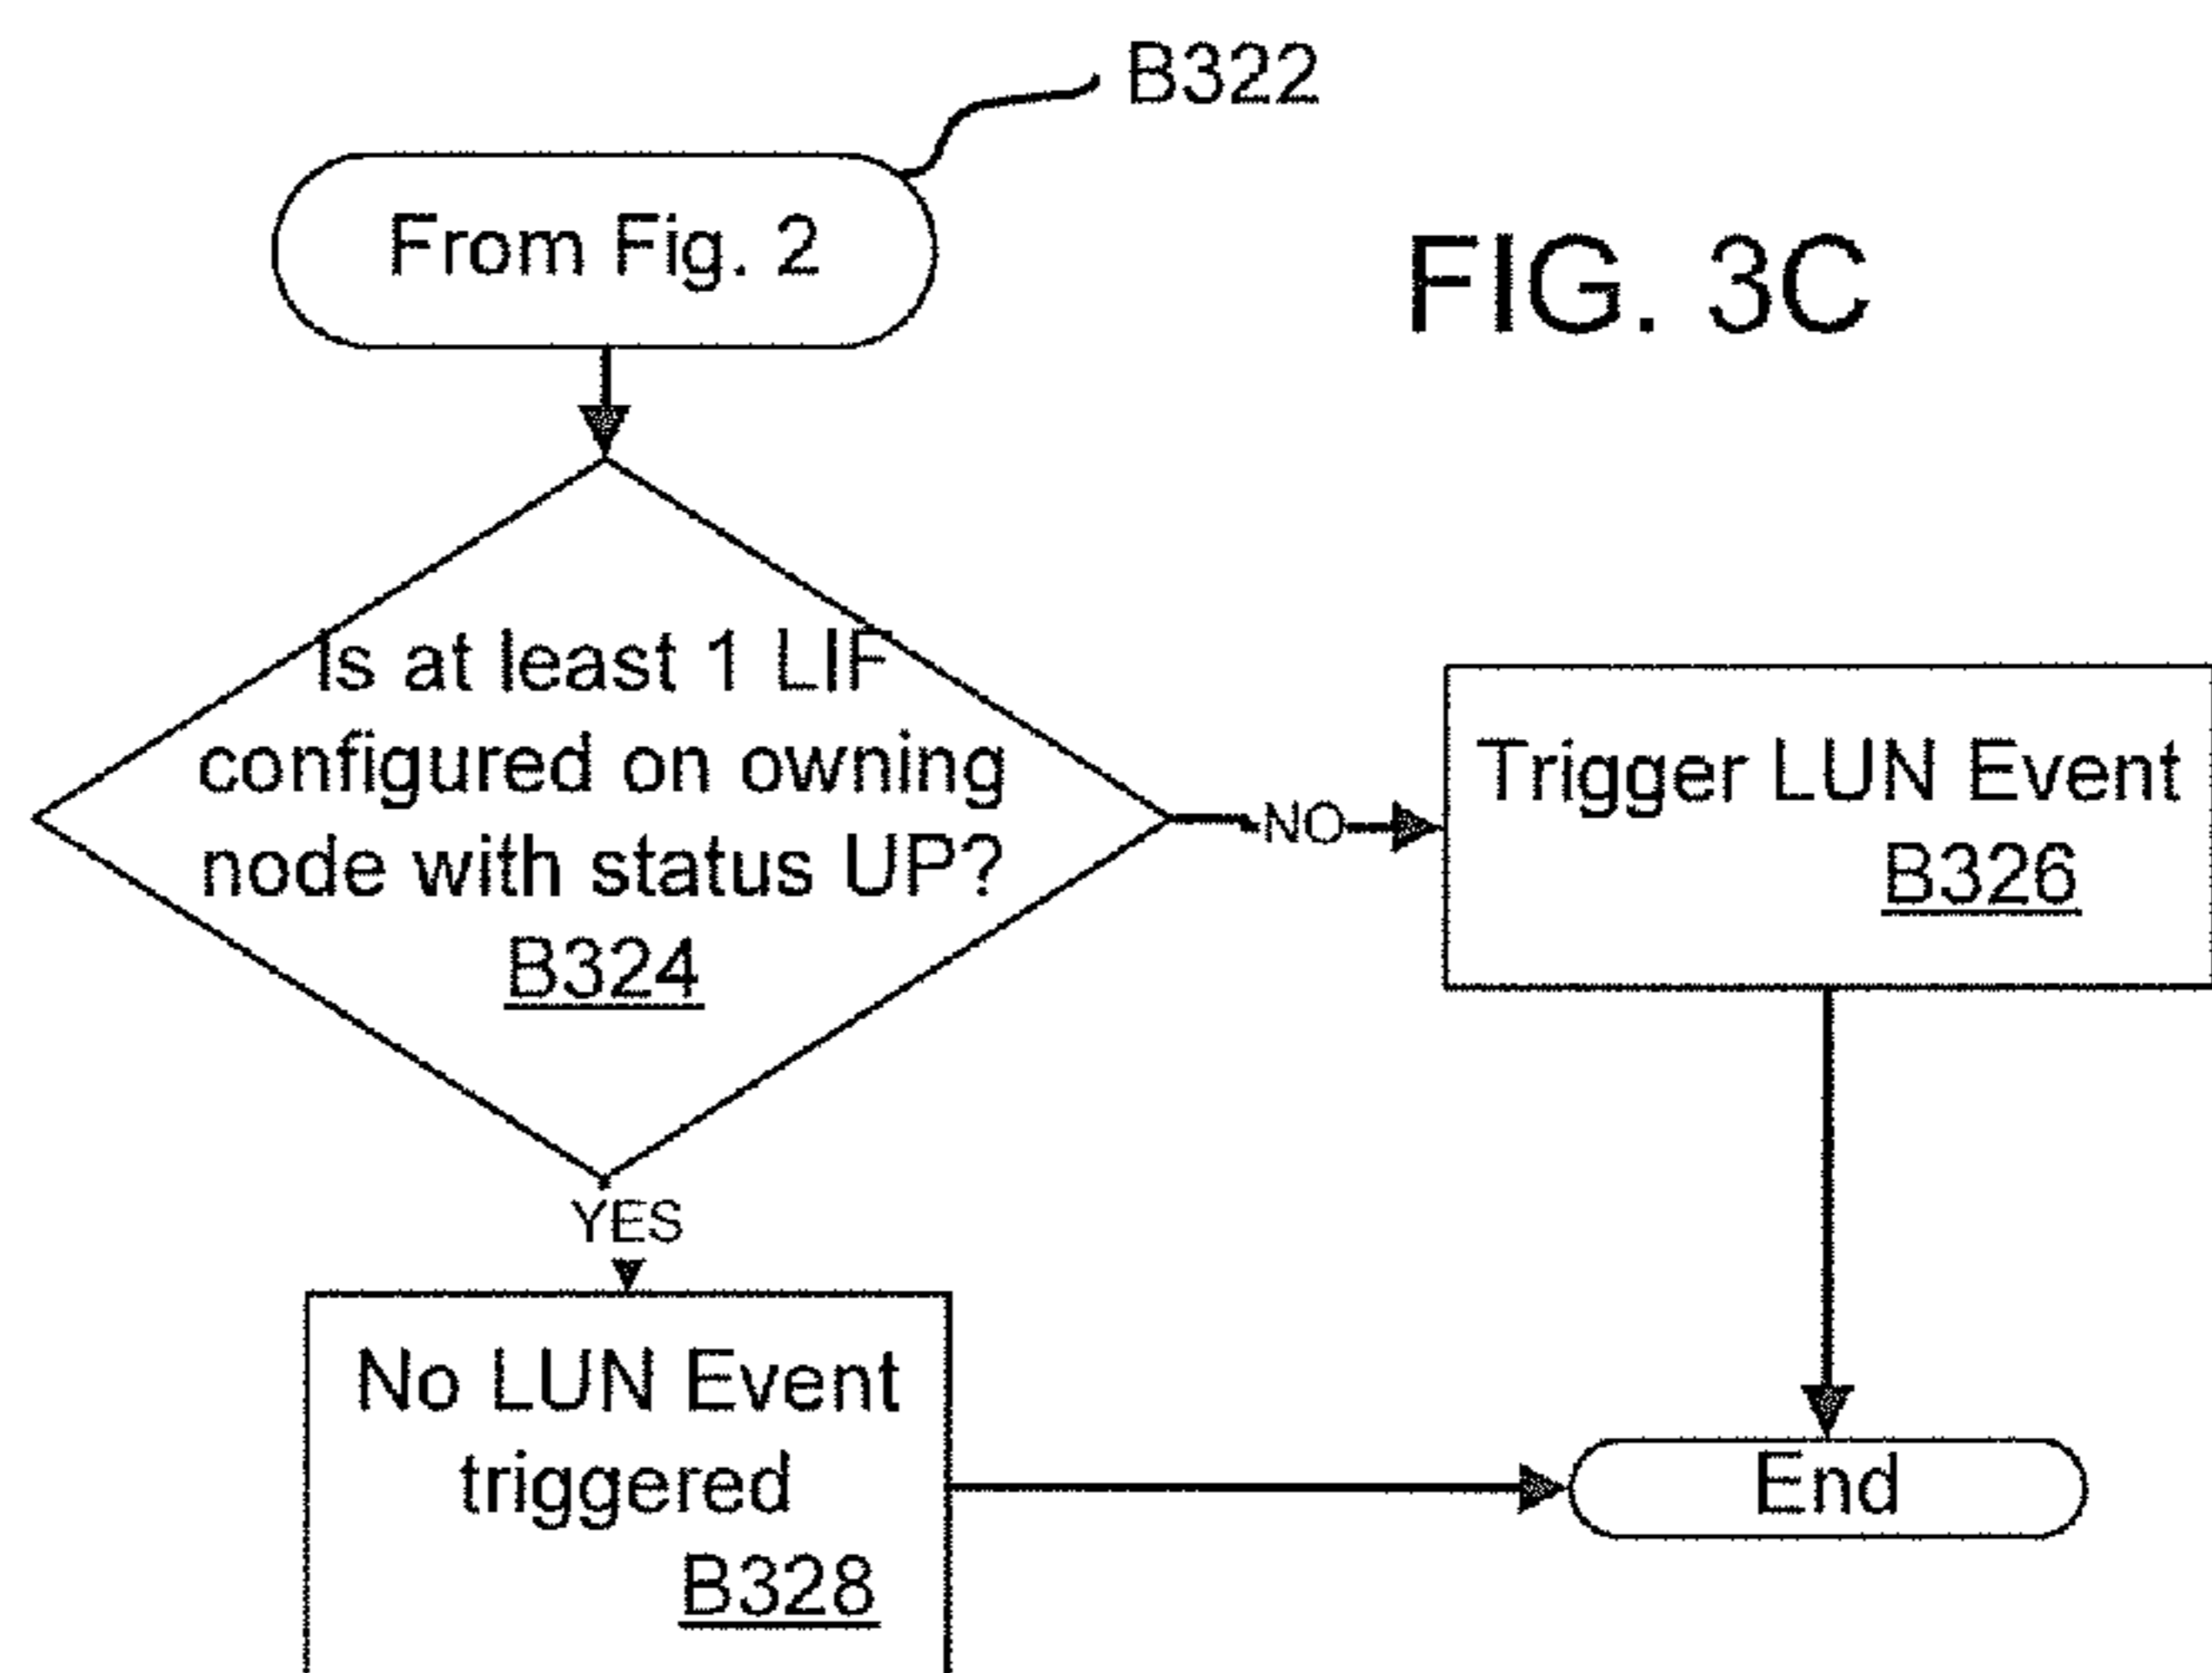 B322
From Fig. 2
FIG. 3C
Is at least 1 LIF
configured on owning
node with status UP?
B324
NO
Trigger LUN Event
B326
YES
No LUN Event
triggered
B328
End